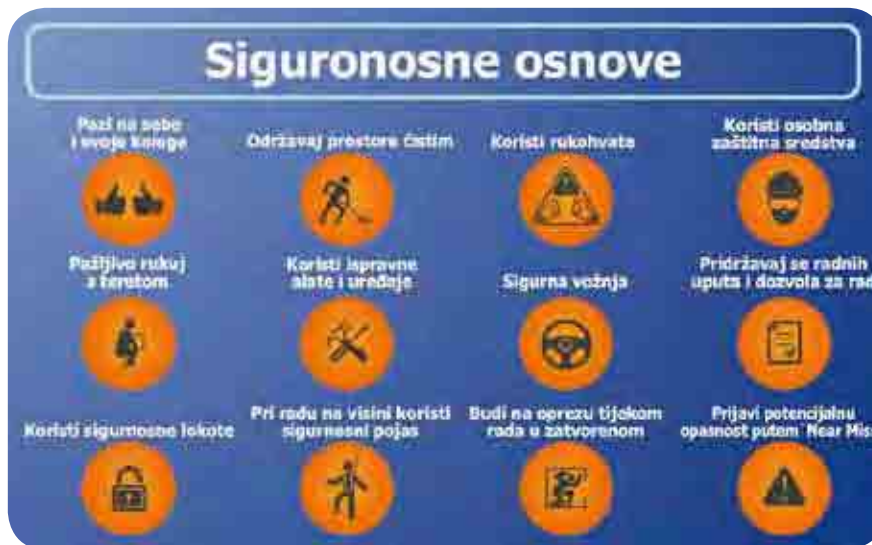 Siguronosne osnove
Pazi na sebe
i svoje kolege
Održavaj prostore čistim
Koristi rukohvate
Koristi osobna
zaštitna sredstva
Pažljivo rukuj
s teretom
Koristi ispravne
alate i uređaje
Sigurna vožnja
Pridržavaj se radnih
uputa i dozvola za rad
Koristi sigurnosne lokote
Pri radu na visini koristi
sigurnosni pojas
Budi na oprezu tijekom
rada u zatvorenom
Prijavi potencijalnu
opasnost putem Near Miss